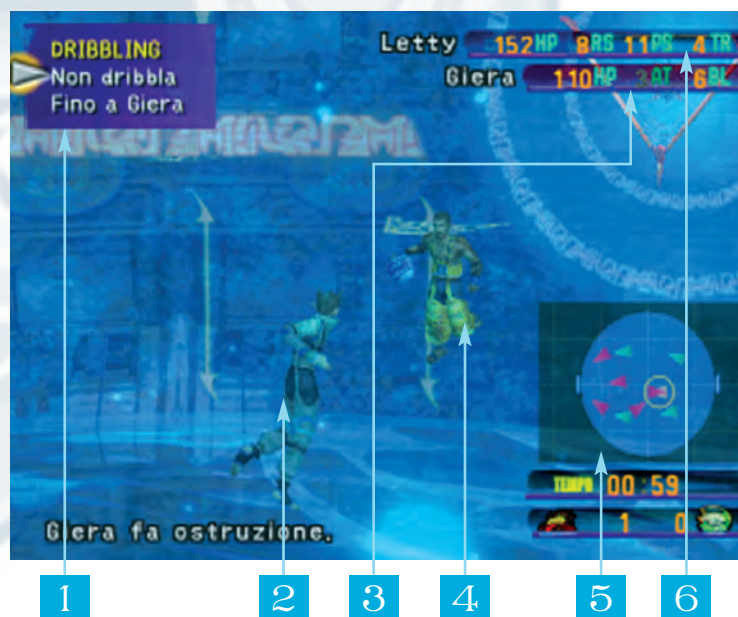 DRIBBLING
Non dribbla
Fino a Giera
Letty 152HP 8RS 11PS 4TR
Giera 110HP 3AT 6BL
TEMPO 00:59
1 0
Giera fa ostruzione.
1 2 3 4 5 6